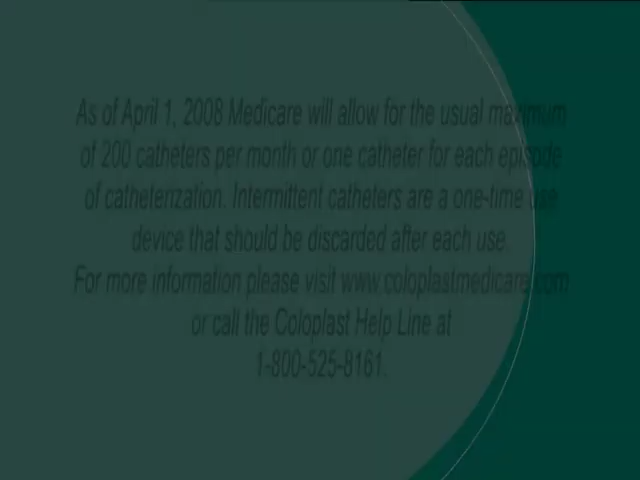 As of April 1, 2008 Medicare will allow for the usual maximum
of 200 catheters per month or one catheter for each episode
of catheterization. Intermittent catheters are a one-time use
device that should be discarded after each use.
For more information please visit www.coloplastmedicare.com
or call the Coloplast Help Line at
1-800-525-8161.